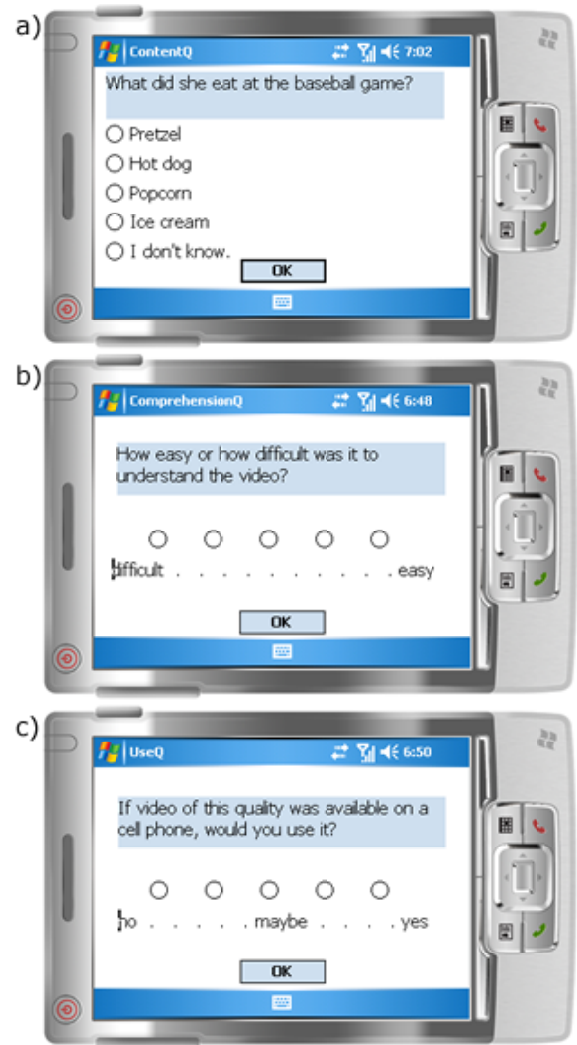 a)
ContentQ 7:02
What did she eat at the baseball game?
Pretzel
Hot dog
Popcorn
Ice cream
I don't know.
OK
b)
ComprehensionQ 6:48
How easy or how difficult was it to
understand the video?
difficult . . . . . . . . . . easy
OK
c)
UseQ 6:50
If video of this quality was available on a
cell phone, would you use it?
no . . . . . maybe . . . . yes
OK